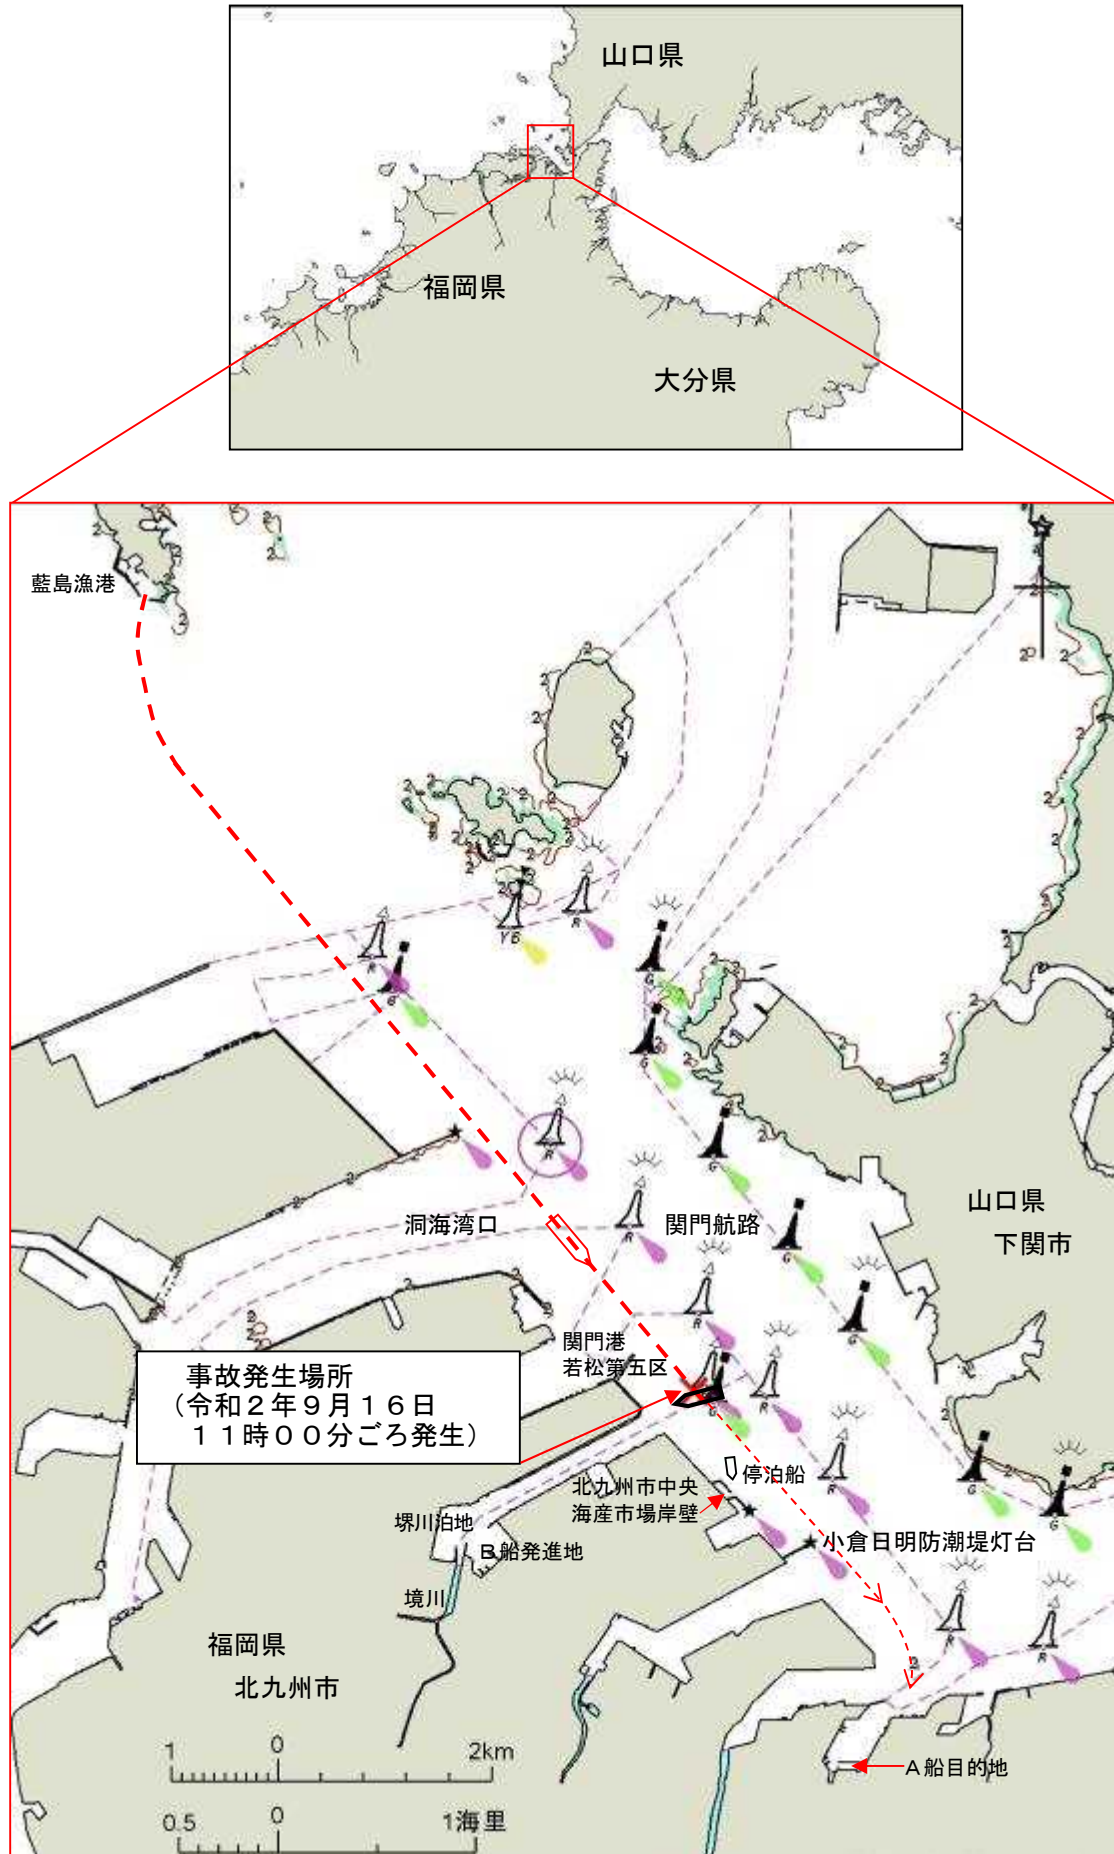 山口県
福岡県
大分県
藍島漁港
洞海湾口
関門航路
山口県
下関市
関門港
若松第五区
事故発生場所
(令和2年9月16日
11時00分ごろ発生)
停泊船
北九州市中央
海産市場岸壁
堺川泊地
B船発進地
小倉日明防潮堤灯台
境川
福岡県
北九州市
1 0 2km
A船目的地
0.5 0 1海里